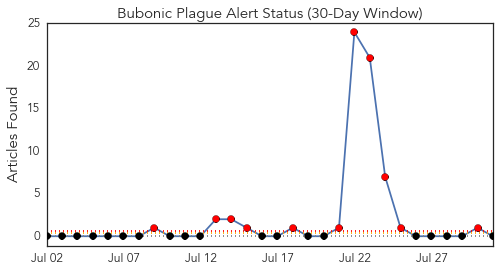 Bubonic Plague Alert Status (30-Day Window)
Articles Found
25
20
15
10
5
0
Jul 02 Jul 07 Jul 12 Jul 17 Jul 22 Jul 27